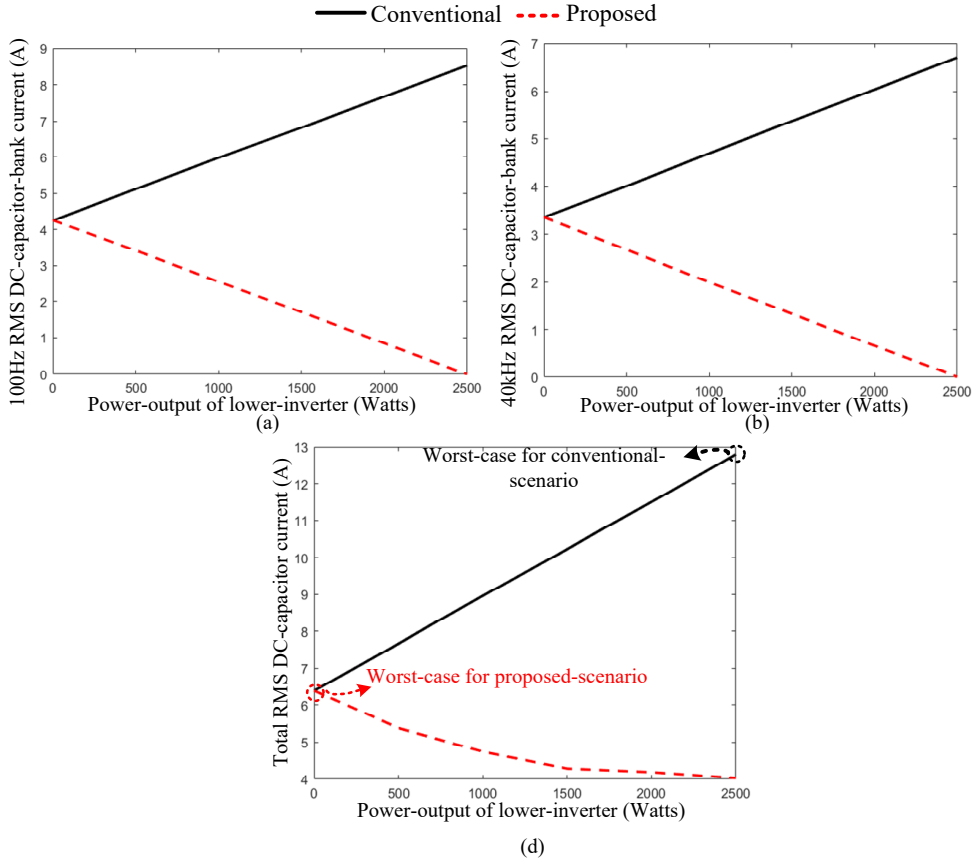 Conventional Proposed
100Hz RMS DC-capacitor-bank current (A)
9
8
7
6
5
4
3
2
1
0
0 500 1000 1500 2000 2500
Power-output of lower-inverter (Watts)
(a)
40kHz RMS DC-capacitor-bank current (A)
7
6
5
4
3
2
1
0
0 500 1000 1500 2000 2500
Power-output of lower-inverter (Watts)
(b)
Total RMS DC-capacitor current (A)
13
12
11
10
9
8
7
6
5
4
Worst-case for conventional-
scenario
Worst-case for proposed-scenario
0 500 1000 1500 2000 2500
Power-output of lower-inverter (Watts)
(d)